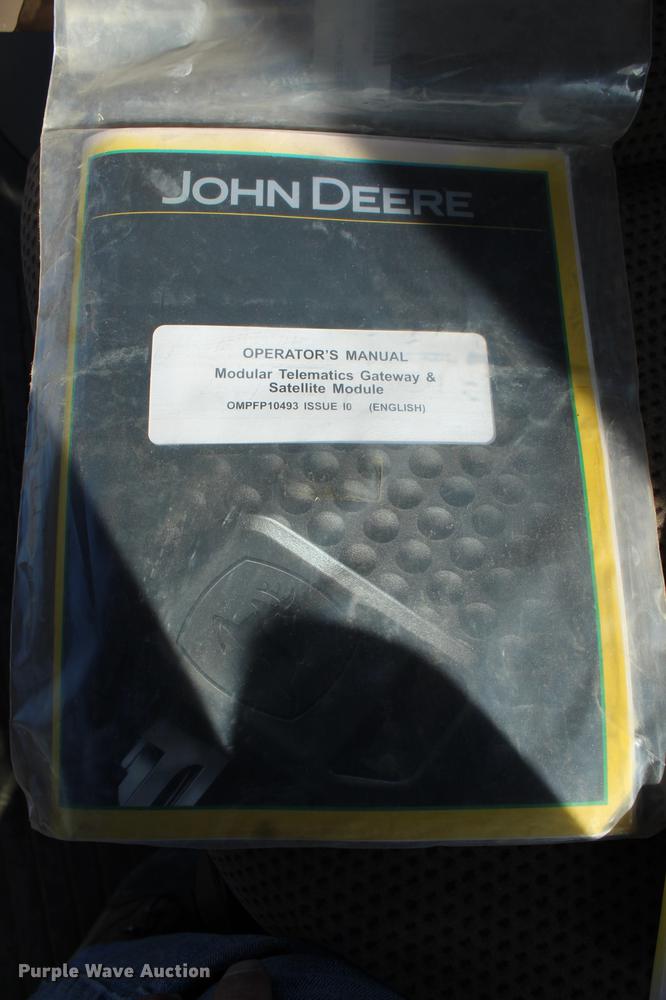 JOHN DEERE
OPERATOR'S MANUAL
Modular Telematics Gateway &
Satellite Module
OMPFP10493 ISSUE I0 (ENGLISH)
Purple Wave Auction